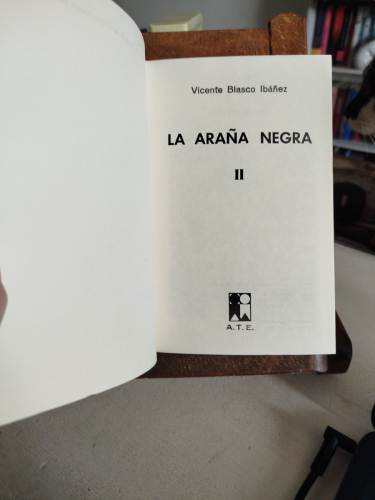 Vicente Blasco Ibáñez
LA ARAÑA NEGRA
II
A. T. E.